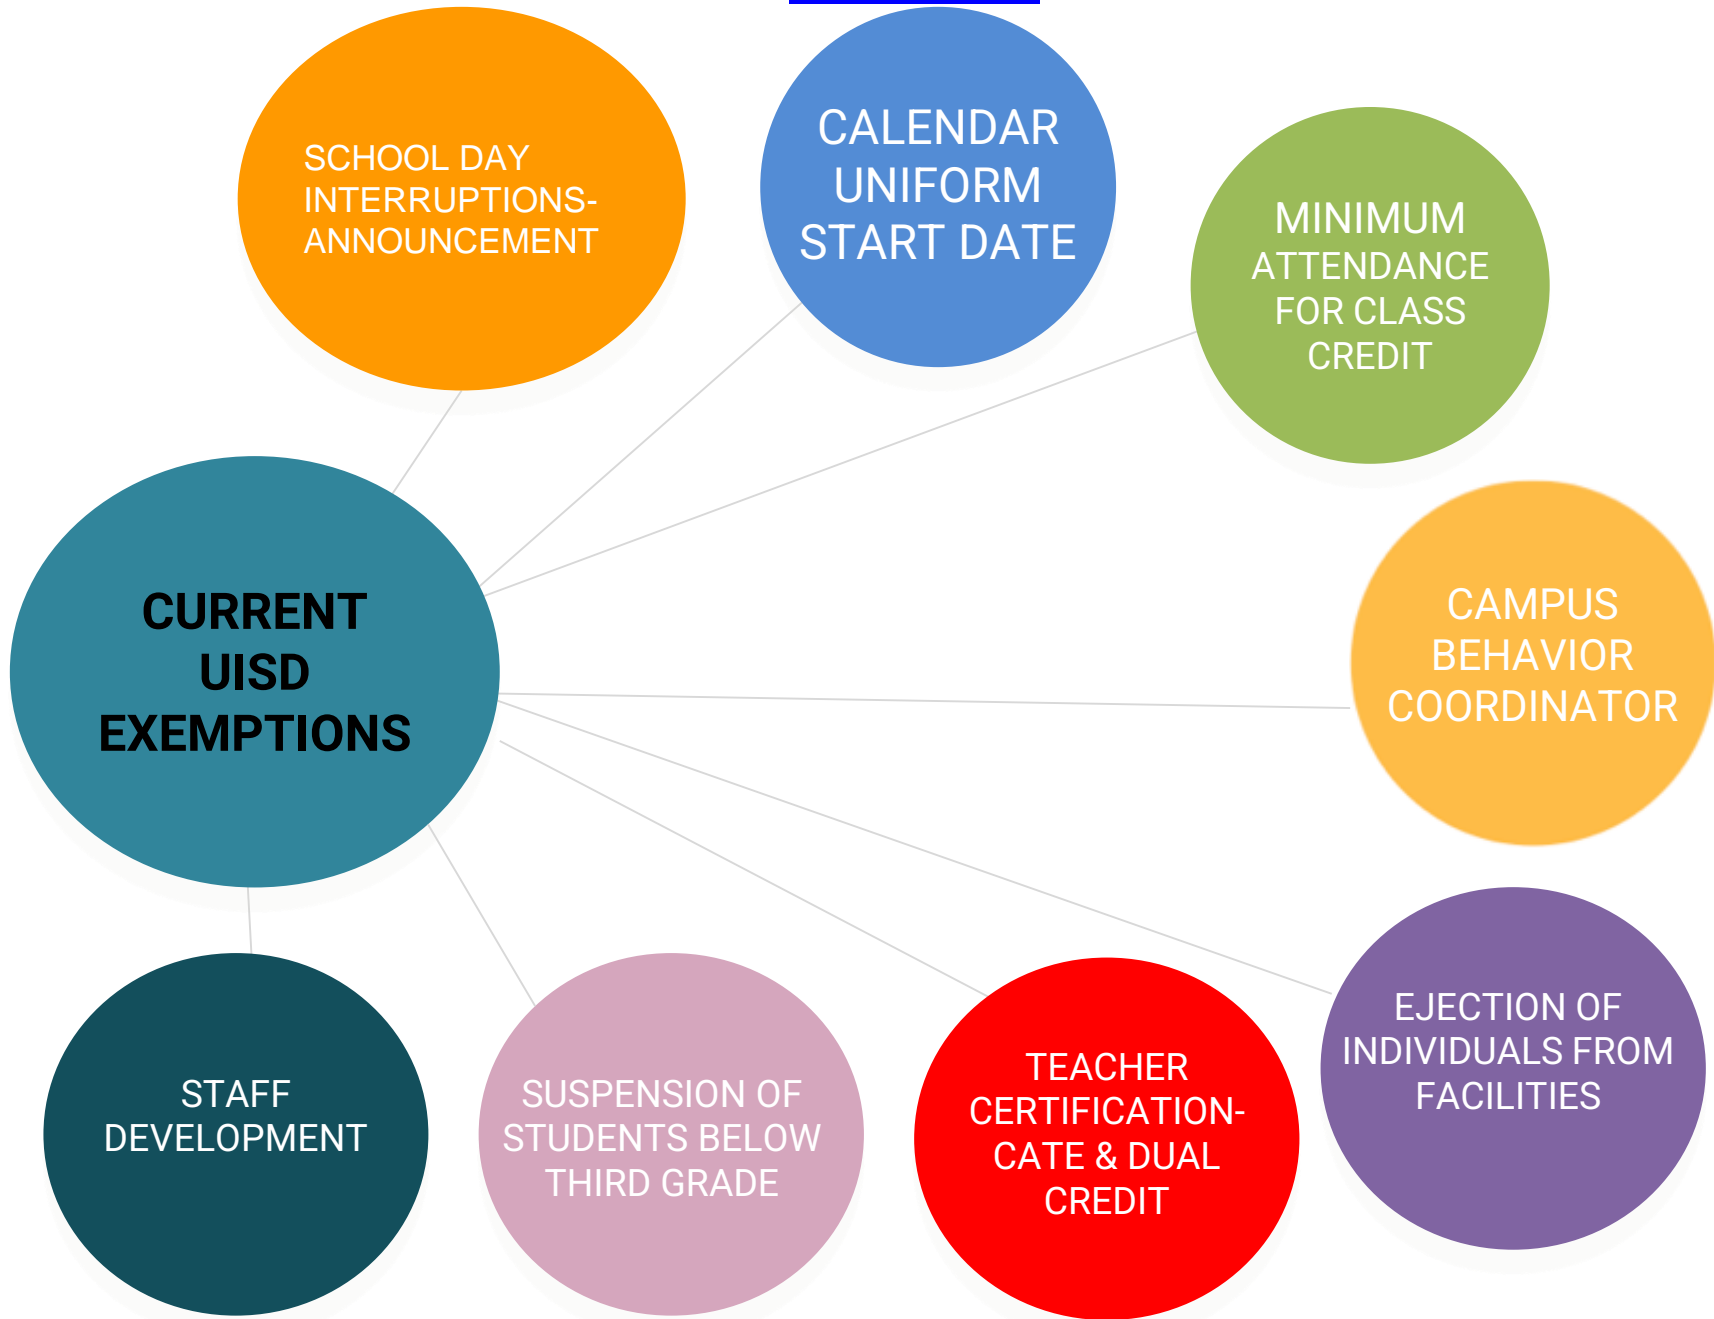 SCHOOL DAY
INTERRUPTIONS-
ANNOUNCEMENT
CALENDAR
UNIFORM
START DATE
MINIMUM
ATTENDANCE
FOR CLASS
CREDIT
CURRENT
UISD
EXEMPTIONS
CAMPUS
BEHAVIOR
COORDINATOR
EJECTION OF
INDIVIDUALS FROM
FACILITIES
STAFF
DEVELOPMENT
SUSPENSION OF
STUDENTS BELOW
THIRD GRADE
TEACHER
CERTIFICATION-
CATE & DUAL
CREDIT